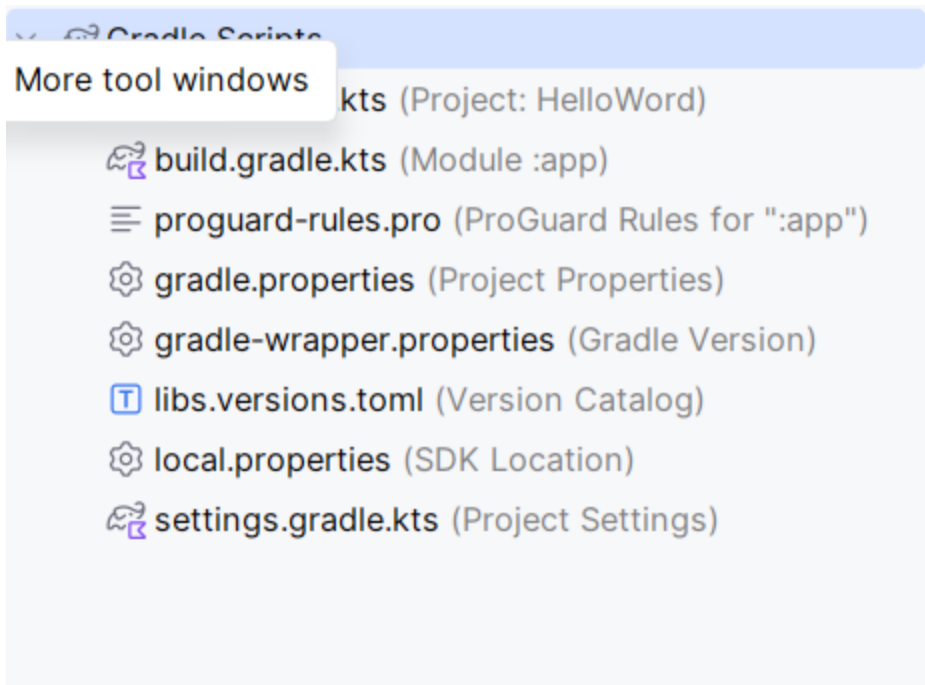 Gradle Scripts
More tool windows
.kts (Project: HelloWord)
build.gradle.kts (Module :app)
proguard-rules.pro (ProGuard Rules for ":app")
gradle.properties (Project Properties)
gradle-wrapper.properties (Gradle Version)
libs.versions.toml (Version Catalog)
local.properties (SDK Location)
settings.gradle.kts (Project Settings)